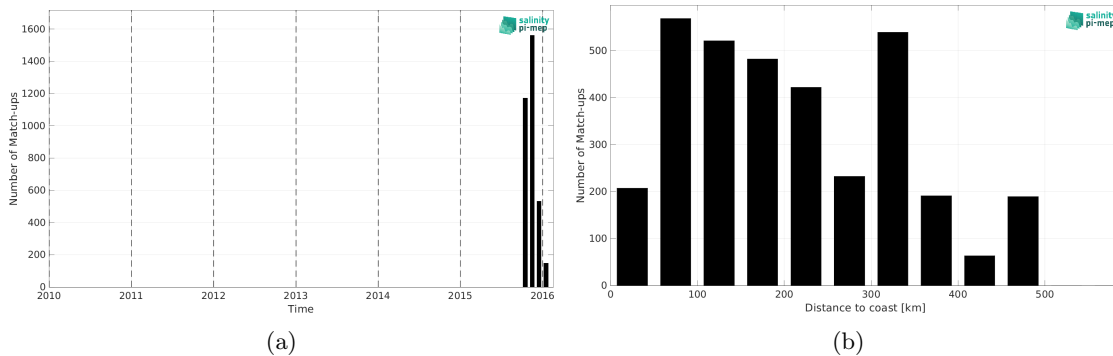 salinity
pi-mep
Number of Match-ups
1600
1400
1200
1000
800
600
400
200
0
2010 2011 2012 2013 2014 2015 2016
Time
(a)
salinity
pi-mep
Number of Match-ups
500
400
300
200
100
0
0 100 200 300 400 500
Distance to coast [km]
(b)